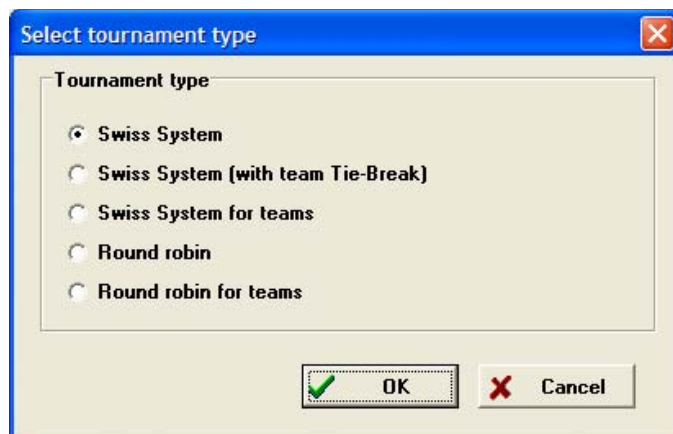 Select tournament type
Tournament type
Swiss System
Swiss System (with team Tie-Break)
Swiss System for teams
Round robin
Round robin for teams
OK
Cancel